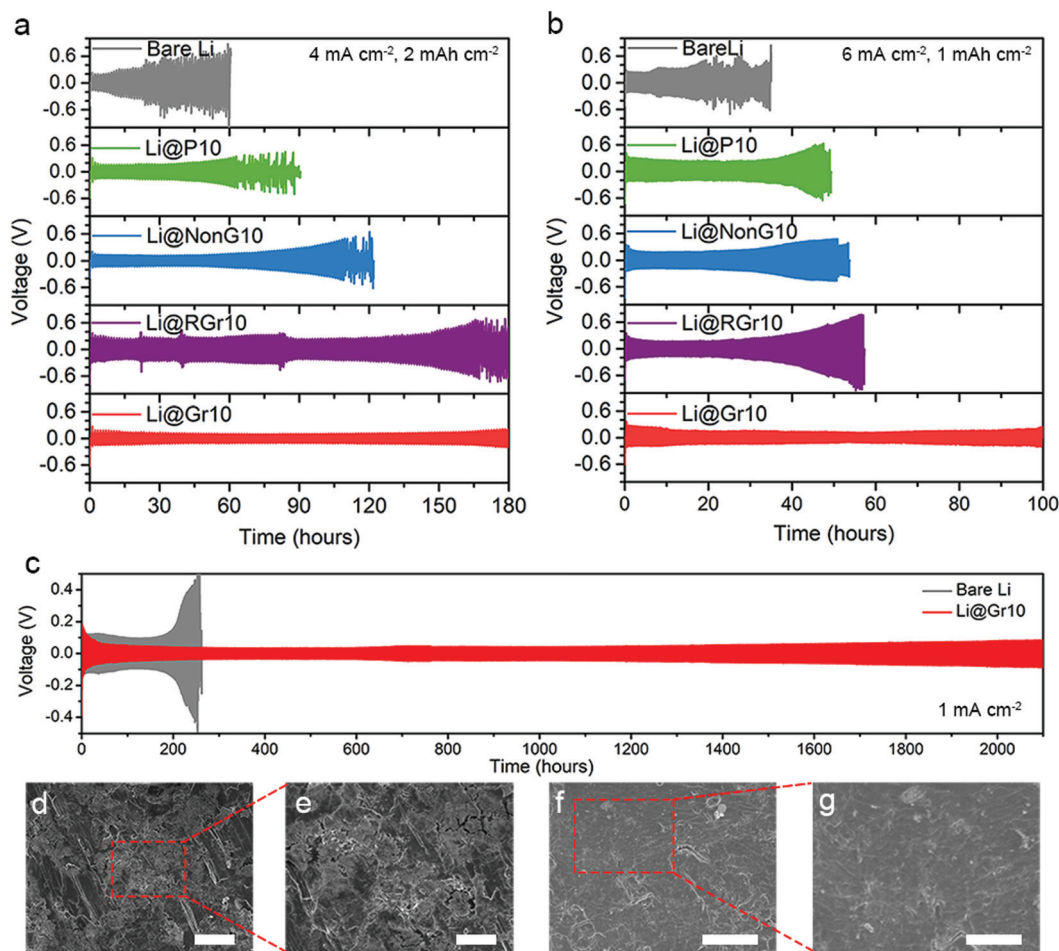 a
Bare Li
4 mA cm-2, 2 mAh cm-2
0.6
0.0
-0.6
Li@P10
0.6
0.0
-0.6
Li@NonG10
0.6
0.0
-0.6
Li@RGr10
0.6
0.0
-0.6
Li@Gr10
0.6
0.0
-0.6
Voltage (V)
Voltage (V)
0 30 60 90 120 150 180
Time (hours)
b
BareLi
6 mA cm-2, 1 mAh cm-2
0.6
0.0
-0.6
Li@P10
0.6
0.0
-0.6
Li@NonG10
0.6
0.0
-0.6
Li@RGr10
0.6
0.0
-0.6
Li@Gr10
0.6
0.0
-0.6
Voltage (V)
Voltage (V)
0 20 40 60 80 100
Time (hours)
c
Bare Li
Li@Gr10
0.4
0.2
0.0
-0.2
-0.4
Voltage (V)
1 mA cm-2
0 200 400 600 800 1000 1200 1400 1600 1800 2000
Time (hours)
d
e
f
g